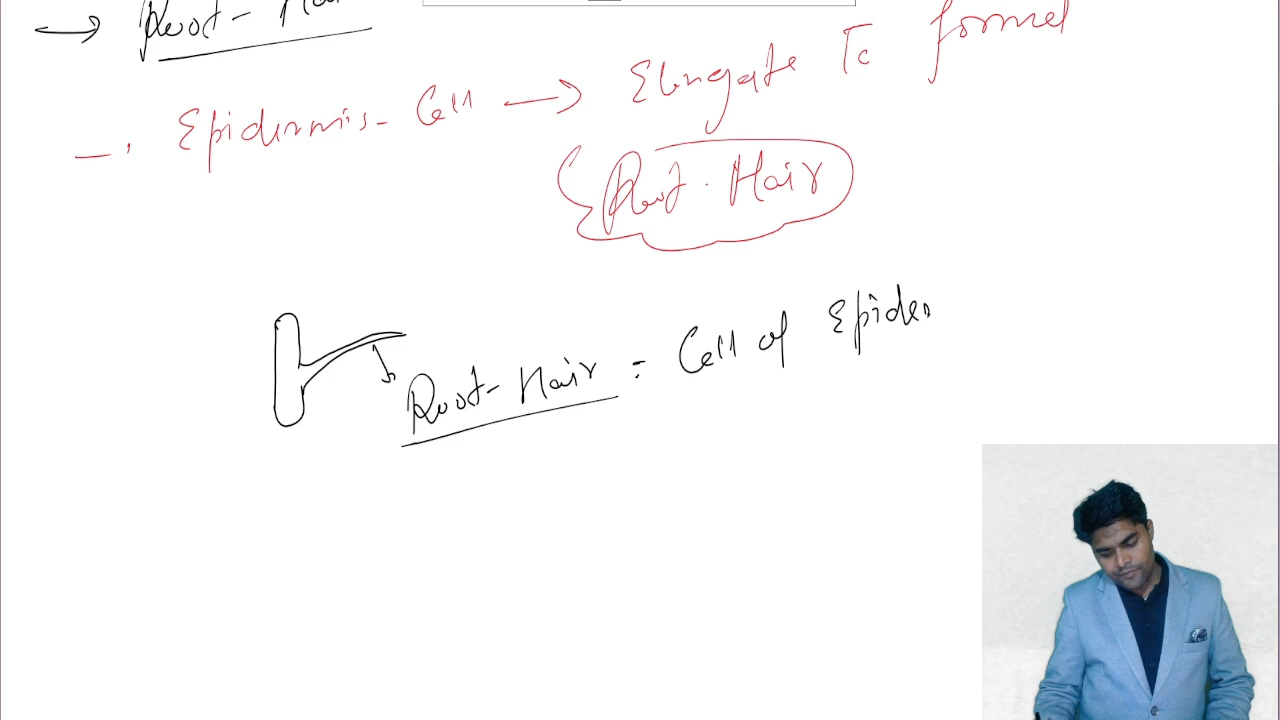 → Root - Hair
— . Epidermis - Cell → Elongate To formed
Root . Hair
Root - Hair = Cell of Epider